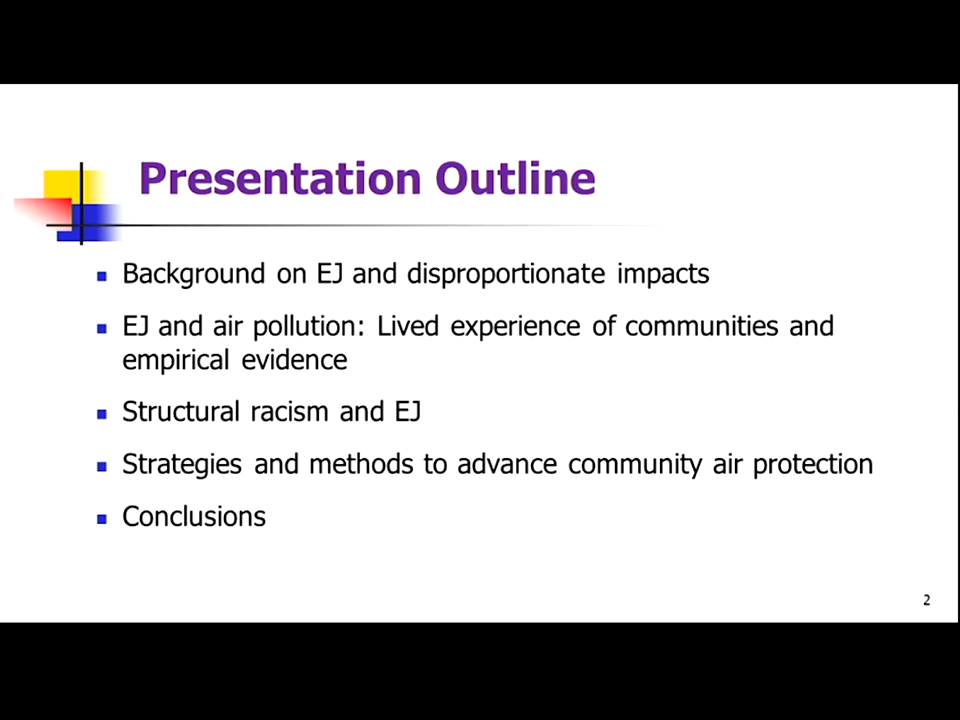 Presentation Outline
Background on EJ and disproportionate impacts
EJ and air pollution: Lived experience of communities and
empirical evidence
Structural racism and EJ
Strategies and methods to advance community air protection
Conclusions
2